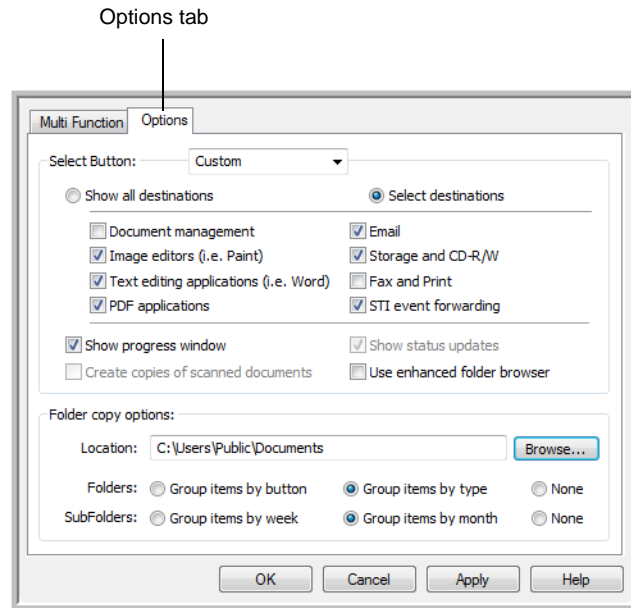 Options tab
Multi Function Options
Select Button: Custom
Show all destinations Select destinations
Document management Email
Image editors (i.e. Paint) Storage and CD-R/W
Text editing applications (i.e. Word) Fax and Print
PDF applications STI event forwarding
Show progress window Show status updates
Create copies of scanned documents Use enhanced folder browser
Folder copy options:
Location: C:\Users\Public\Documents Browse...
Folders: Group items by button Group items by type None
SubFolders: Group items by week Group items by month None
OK Cancel Apply Help